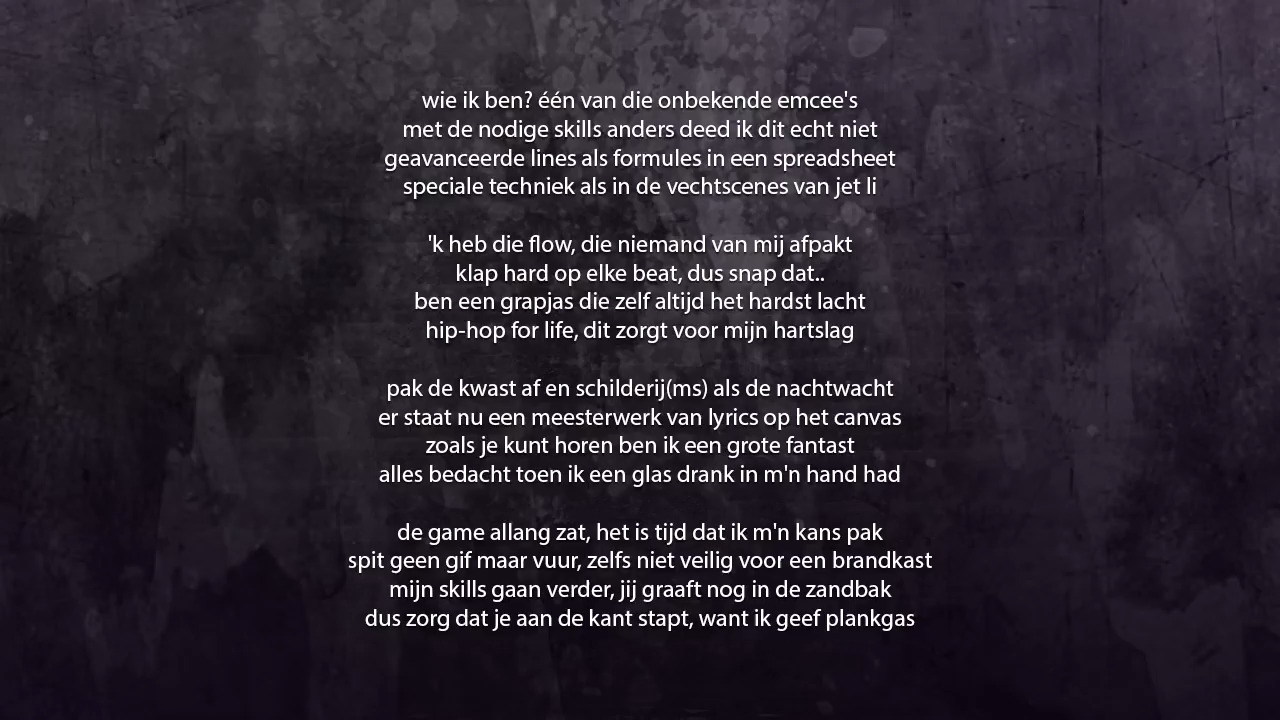 wie ik ben? één van die onbekende emcee's
met de nodige skills anders deed ik dit echt niet
geavanceerde lines als formules in een spreadsheet
speciale techniek als in de vechtscenes van jet li
'k heb die flow, die niemand van mij afpakt
klap hard op elke beat, dus snap dat..
ben een grapjas die zelf altijd het hardst lacht
hip-hop for life, dit zorgt voor mijn hartslag
pak de kwast af en schilderij(ms) als de nachtwacht
er staat nu een meesterwerk van lyrics op het canvas
zoals je kunt horen ben ik een grote fantast
alles bedacht toen ik een glas drank in m'n hand had
de game allang zat, het is tijd dat ik m'n kans pak
spit geen gif maar vuur, zelfs niet veilig voor een brandkast
mijn skills gaan verder, jij graaft nog in de zandbak
dus zorg dat je aan de kant stapt, want ik geef plankgas